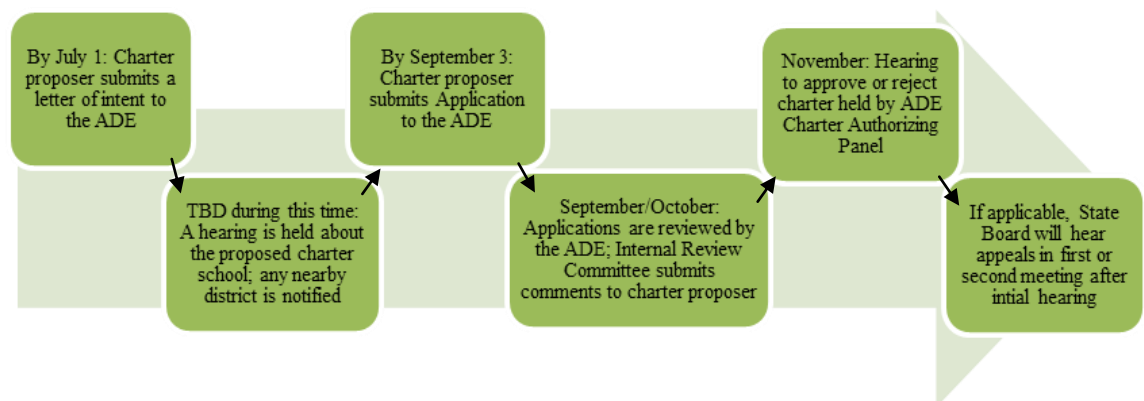 By July 1: Charter
proposer submits a
letter of intent to
the ADE
TBD during this time:
A hearing is held about
the proposed charter
school; any nearby
district is notified
By September 3:
Charter proposer
submits Application
to the ADE
September/October:
Applications are reviewed by
the ADE; Internal Review
Committee submits
comments to charter proposer
November: Hearing
to approve or reject
charter held by ADE
Charter Authorizing
Panel
If applicable, State
Board will hear
appeals in first or
second meeting after
intial hearing